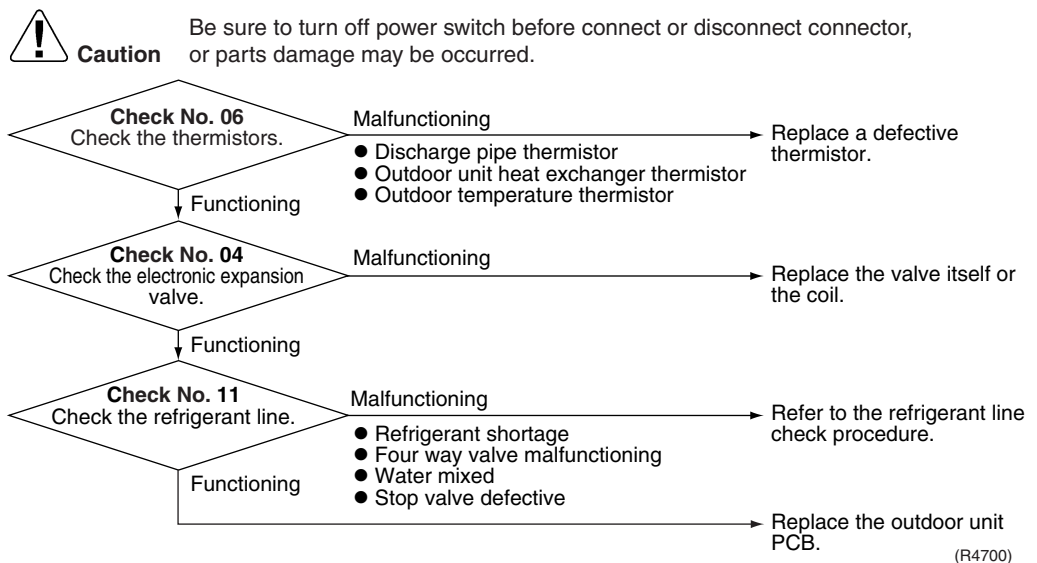 Be sure to turn off power switch before connect or disconnect connector,
Caution or parts damage may be occurred.
Check No. 06
Check the thermistors.
Malfunctioning
● Discharge pipe thermistor
● Outdoor unit heat exchanger thermistor
● Outdoor temperature thermistor
Replace a defective
thermistor.
Functioning
Check No. 04
Check the electronic expansion
valve.
Malfunctioning
Replace the valve itself or
the coil.
Functioning
Check No. 11
Check the refrigerant line.
Malfunctioning
● Refrigerant shortage
● Four way valve malfunctioning
● Water mixed
● Stop valve defective
Refer to the refrigerant line
check procedure.
Functioning
Replace the outdoor unit
PCB.
(R4700)